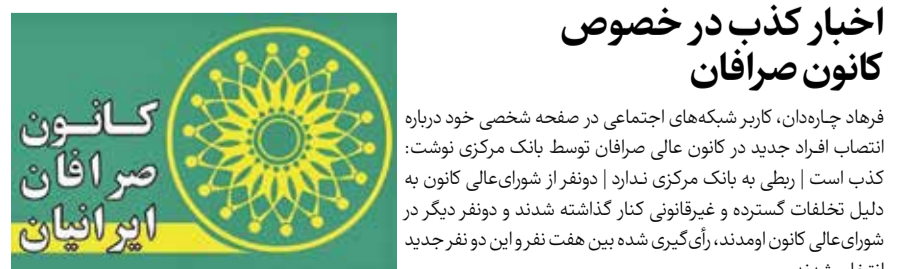 اخبار کذب در خصوص
کانون صرافان
فرهاد چاره‌دان، کاربر شبکه‌های اجتماعی در صفحه شخصی خود درباره
انتصاب افراد جدید در کانون عالی صرافان توسط بانک مرکزی نوشت:
کذب است | ربطی به بانک مرکزی ندارد | دونفر از شورای‌عالی کانون به
دلیل تخلفات گسترده و غیرقانونی کنار گذاشته شدند و دونفر دیگر در
شورای‌عالی کانون اومدند، رأی‌گیری شده بین هفت نفر و این دو نفر جدید
کانون
صرافان
ایرانیان